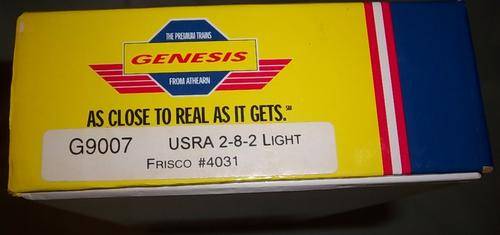 THE PREMIUM TRAINS
GENESIS
FROM ATHEARN
AS CLOSE TO REAL AS IT GETS.℠
G9007 USRA 2-8-2 LIGHT
FRISCO #4031